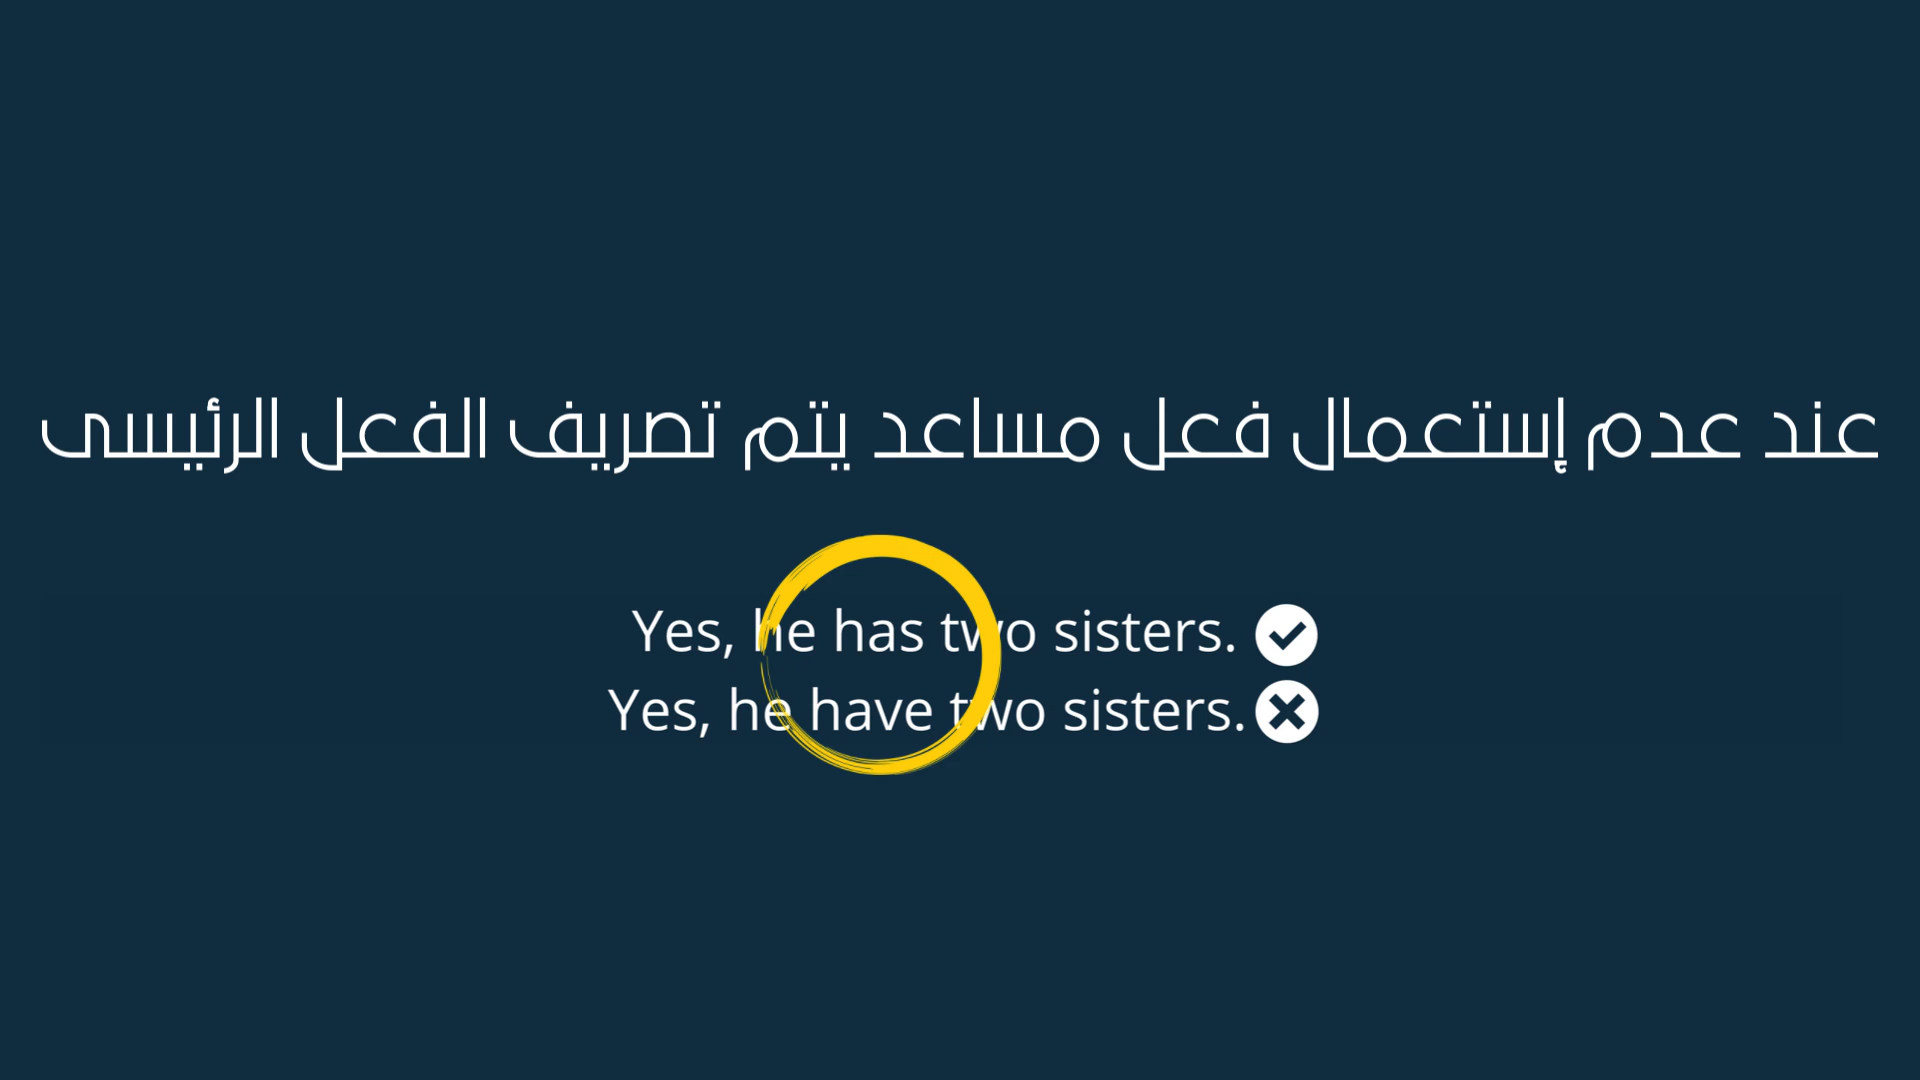 عند عدم إستعمال فعل مساعد يتم تصريف الفعل الرئيسى
Yes, he has two sisters.
Yes, he have two sisters.